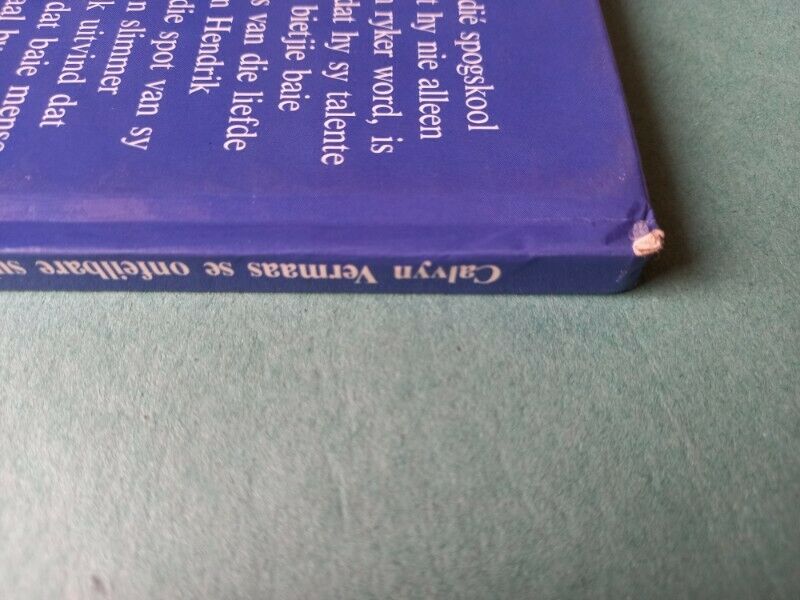 dié spogskool
t hy nie alleen
n ryker word, is
dat hy sy talente
bietjie baie
s van die liefde
n Hendrik
die spot van sy
n slimmer
k uitvind dat
dat baie mense
Calvyn Vermaas se onfeilbare